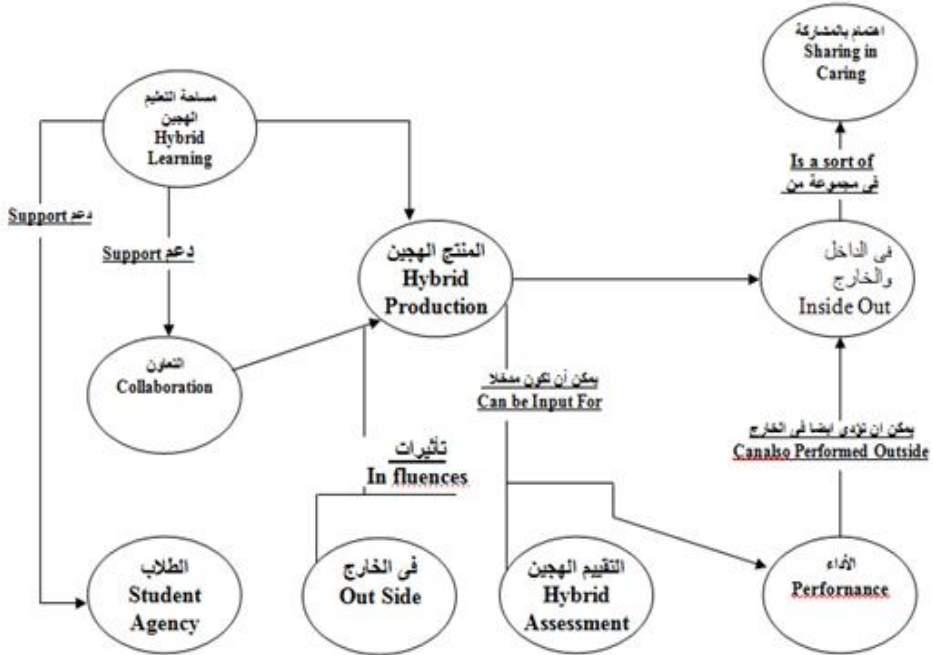 اهتمام بالمشاركة
Sharing in
Caring
مساحة التعليم
الهجين
Hybrid
Learning
Is a sort of
فى مجموعة من
Support دعم
Support دعم
المنتج الهجين
Hybrid
Production
فى الداخل
والخارج
Inside Out
التعاون
Collaboration
يمكن أن تكون مدخلا
Can be Input For
تأثيرات
In fluences
يمكن ان تؤدي ايضا فى الخارج
Canalso Performed Outside
الطلاب
Student
Agency
فى الخارج
Out Side
التقييم الهجين
Hybrid
Assessment
الأداء
Perfornance